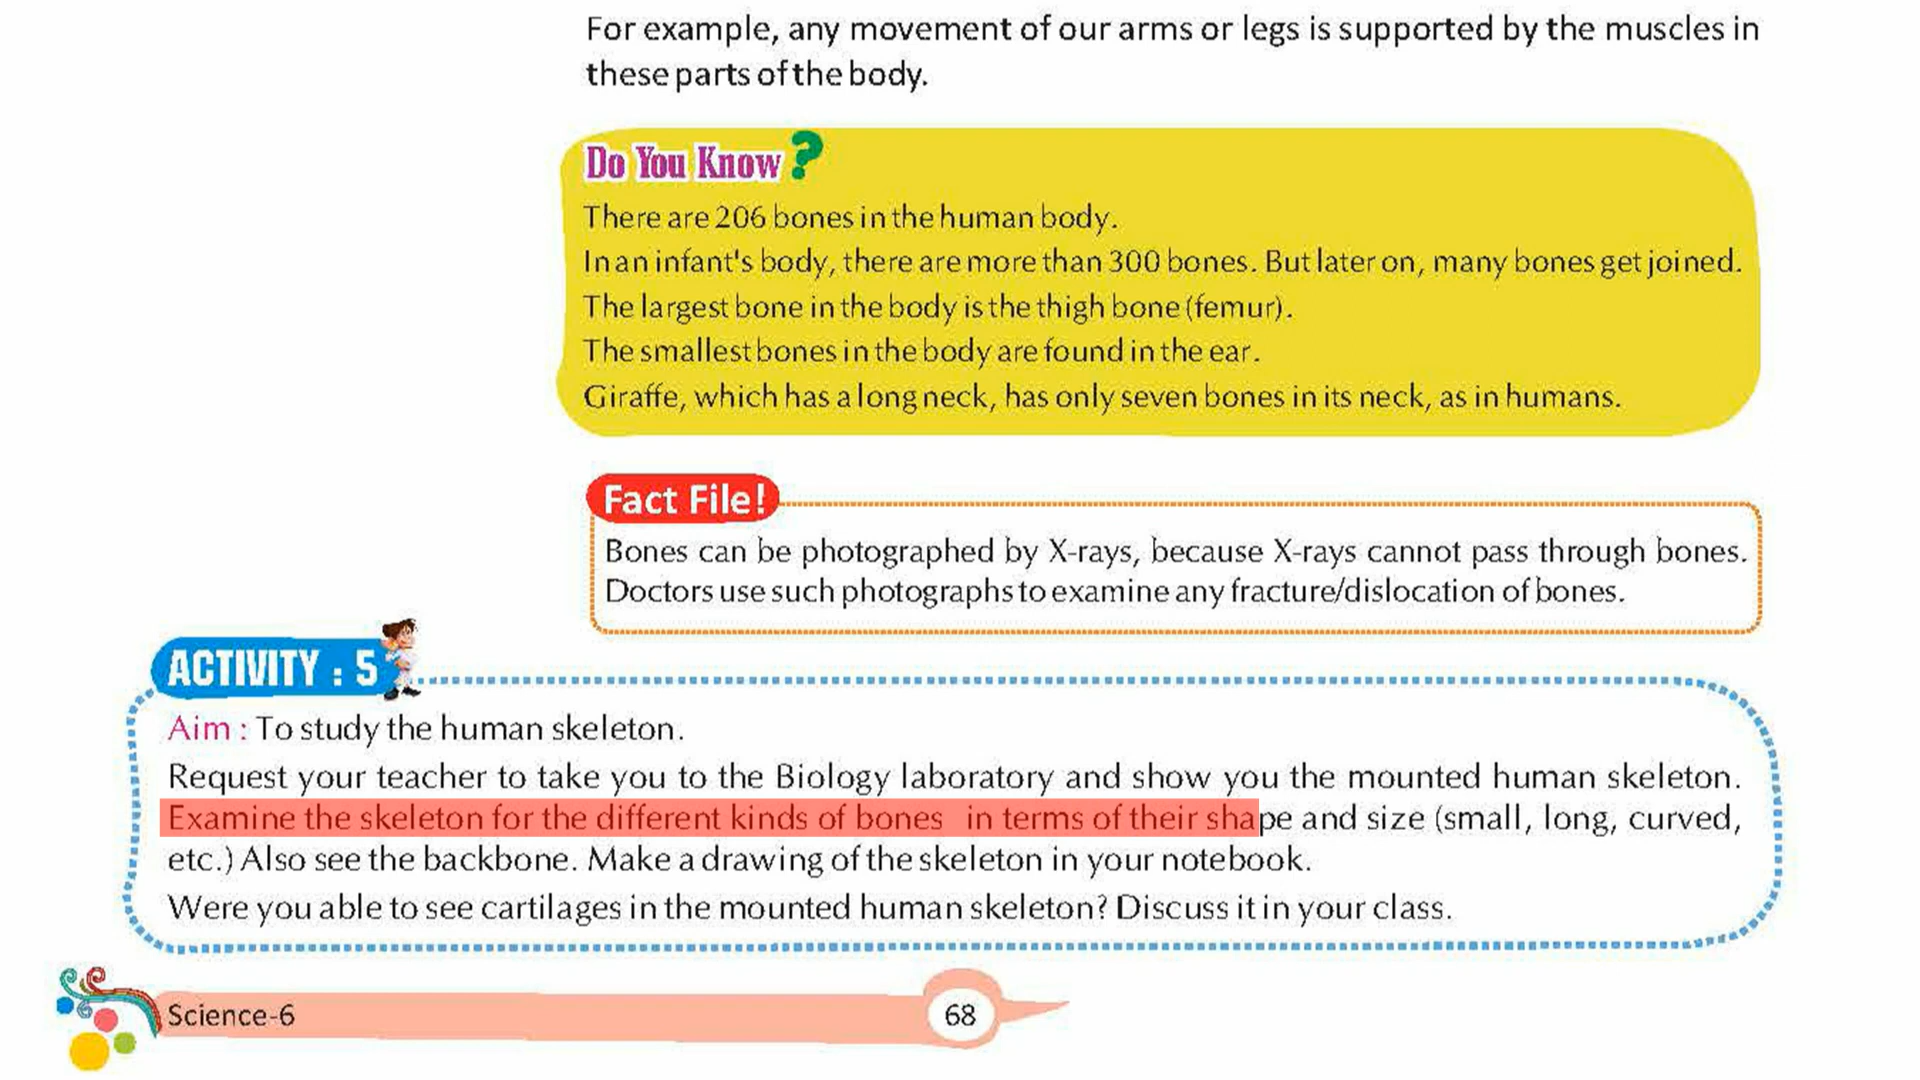 For example, any movement of our arms or legs is supported by the muscles in
these parts of the body.
Do You Know?
There are 206 bones in the human body.
In an infant's body, there are more than 300 bones. But later on, many bones get joined.
The largest bone in the body is the thigh bone (femur).
The smallest bones in the body are found in the ear.
Giraffe, which has a long neck, has only seven bones in its neck, as in humans.
Fact File!
Bones can be photographed by X-rays, because X-rays cannot pass through bones.
Doctors use such photographs to examine any fracture/dislocation of bones.
ACTIVITY : 5
Aim : To study the human skeleton.
Request your teacher to take you to the Biology laboratory and show you the mounted human skeleton.
Examine the skeleton for the different kinds of bones in terms of their shape and size (small, long, curved,
etc.) Also see the backbone. Make a drawing of the skeleton in your notebook.
Were you able to see cartilages in the mounted human skeleton? Discuss it in your class.
Science-6
68